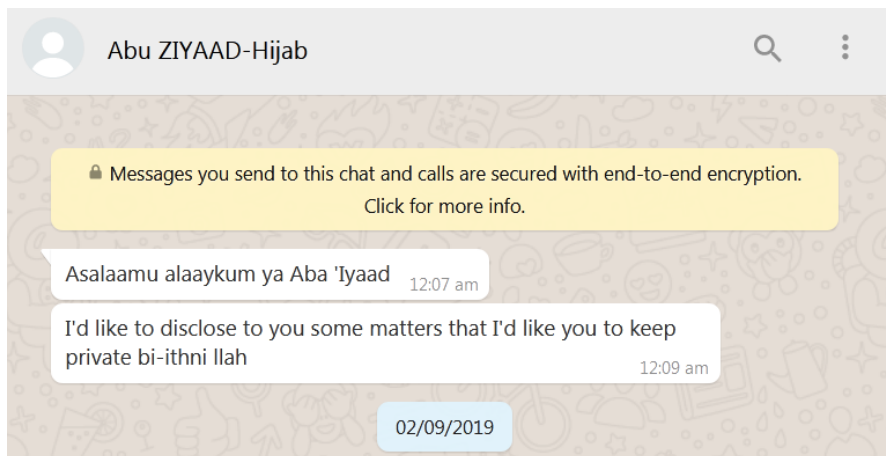 Abu ZIYAAD-Hijab
Messages you send to this chat and calls are secured with end-to-end encryption.
Click for more info.
Asalaamu alaaykum ya Aba 'Iyaad 12:07 am
I'd like to disclose to you some matters that I'd like you to keep
private bi-ithni llah 12:09 am
02/09/2019